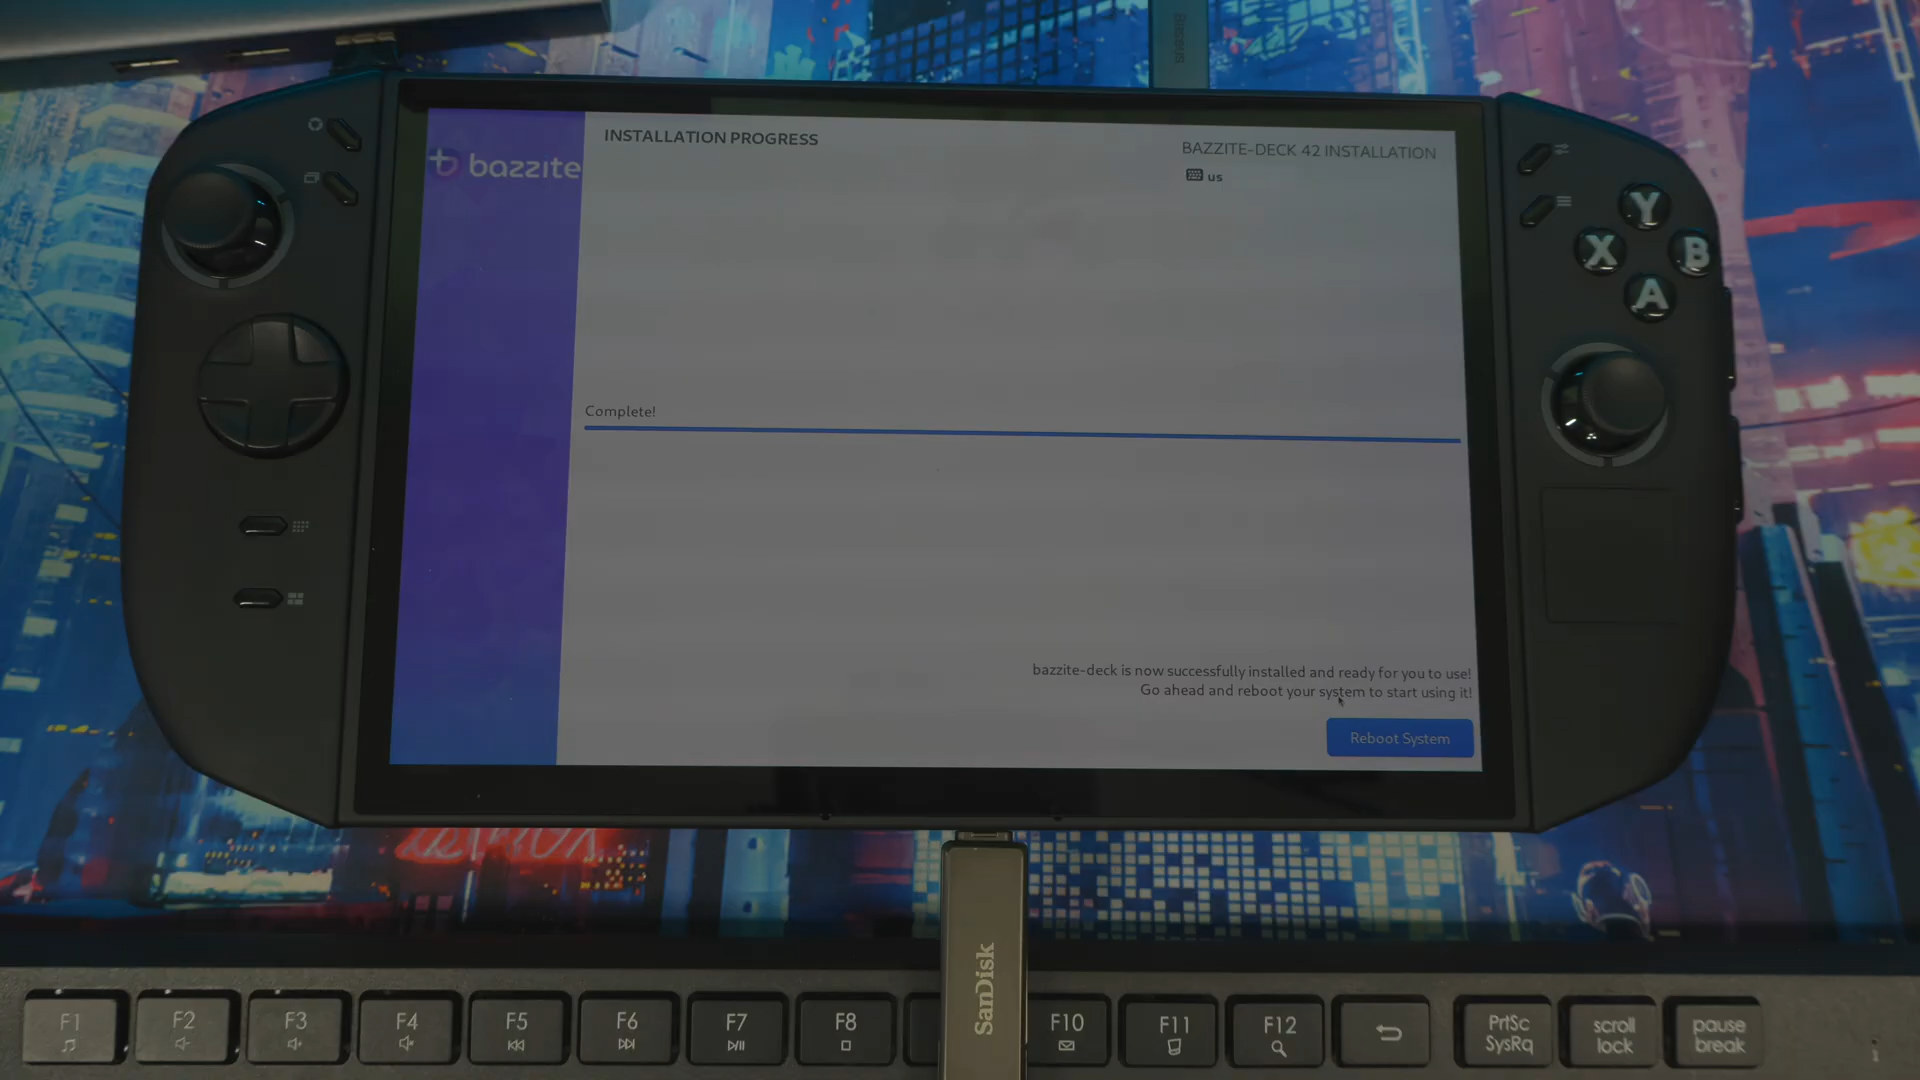 Baseus
bazzite
INSTALLATION PROGRESS
BAZZITE-DECK 42 INSTALLATION
us
Y
X
B
A
Complete!
bazzite-deck is now successfully installed and ready for you to use!
Go ahead and reboot your system to start using it!
Reboot System
SanDisk
F1
F2
F3
F4
F5
F6
F7
F8
F10
F11
F12
PrtSc
SysRq
scroll
lock
pause
break